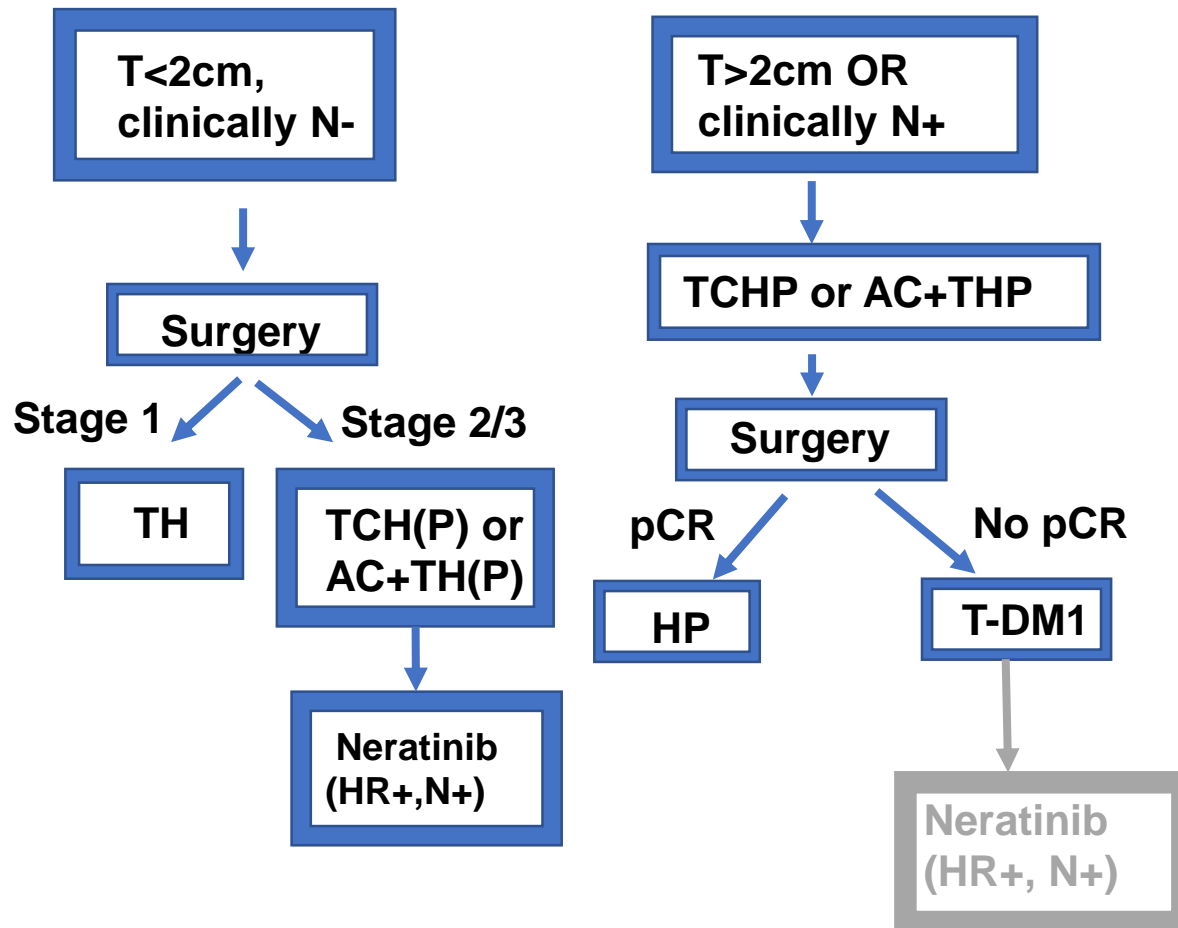 T<2cm,
clinically N-
Surgery
Stage 1
Stage 2/3
TH
TCH(P) or
AC+TH(P)
Neratinib
(HR+,N+)
T>2cm OR
clinically N+
TCHP or AC+THP
Surgery
pCR
No pCR
HP
T-DM1
Neratinib
(HR+, N+)